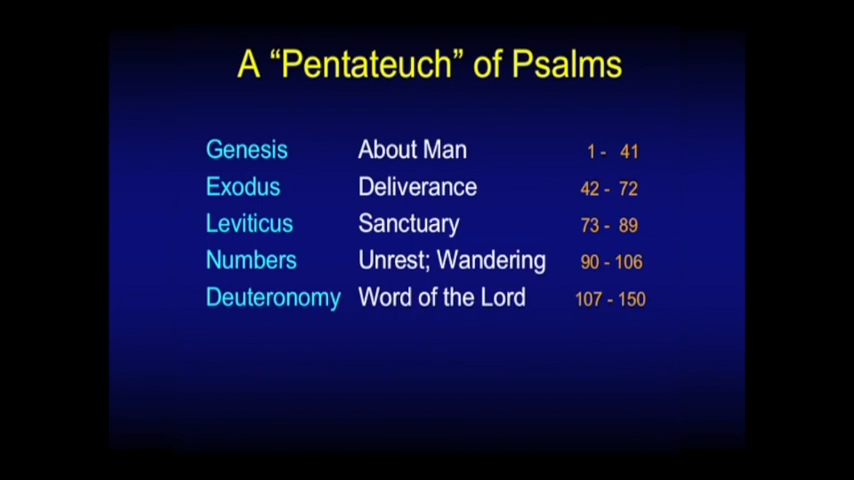 A “Pentateuch” of Psalms
Genesis About Man 1 - 41
Exodus Deliverance 42 - 72
Leviticus Sanctuary 73 - 89
Numbers Unrest; Wandering 90 - 106
Deuteronomy Word of the Lord 107 - 150